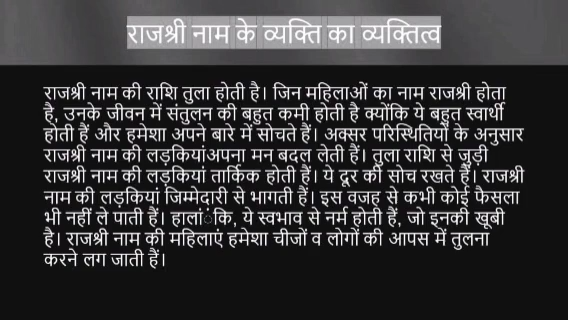 राजश्री नाम के व्यक्ति का व्यक्तित्व
राजश्री नाम की राशि तुला होती है। जिन महिलाओं का नाम राजश्री होता
है, उनके जीवन में संतुलन की बहुत कमी होती है क्योंकि ये बहुत स्वार्थी
होती हैं और हमेशा अपने बारे में सोचते हैं। अक्सर परिस्थितियों के अनुसार
राजश्री नाम की लड़कियांअपना मन बदल लेती हैं। तुला राशि से जुड़ी
राजश्री नाम की लड़कियां तार्किक होती हैं। ये दूर की सोच रखते हैं। राजश्री
नाम की लड़कियां जिम्मेदारी से भागती हैं। इस वजह से कभी कोई फैसला
भी नहीं ले पाती हैं। हालांंकि, ये स्वभाव से नर्म होती हैं, जो इनकी खूबी
है। राजश्री नाम की महिलाएं हमेशा चीजों व लोगों की आपस में तुलना
करने लग जाती हैं।